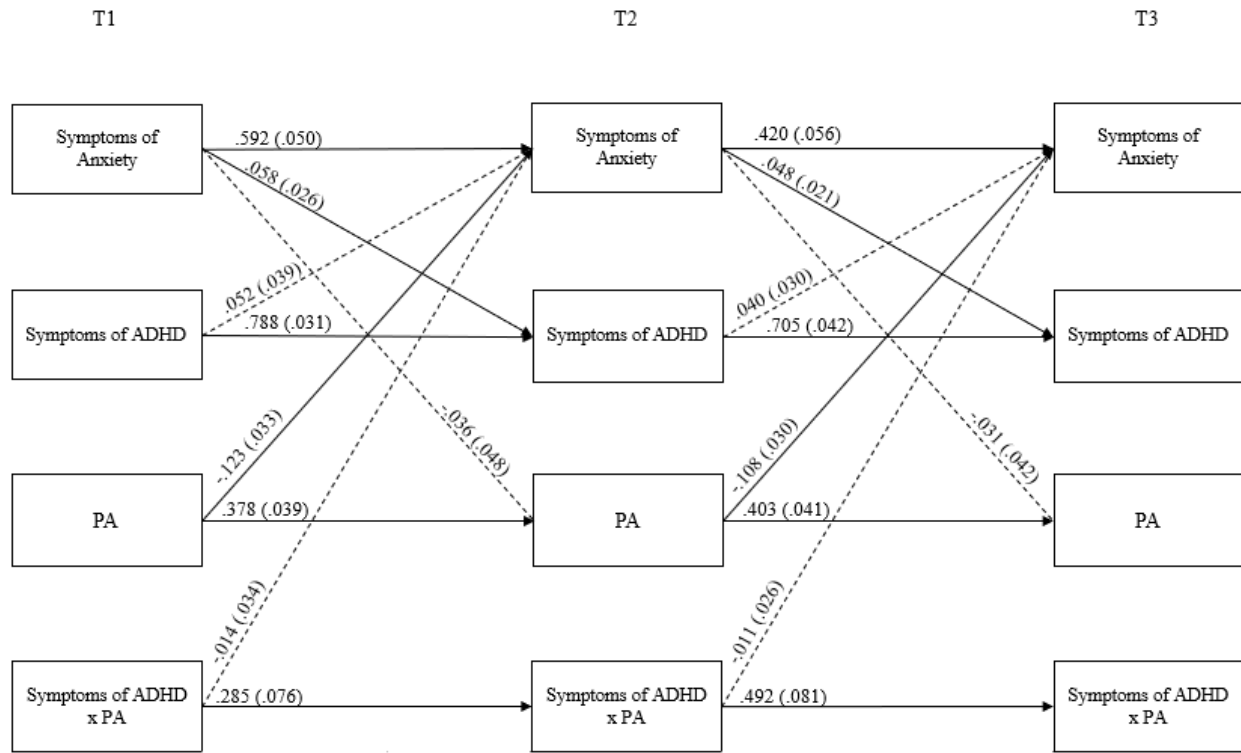 T1 T2 T3
Symptoms of
Anxiety
.592 (.050)
Symptoms of
Anxiety
.420 (.056)
Symptoms of
Anxiety
.058 (.026)
.048 (.021)
.052 (.039)
.040 (.030)
Symptoms of ADHD
.788 (.031)
Symptoms of ADHD
.705 (.042)
Symptoms of ADHD
-.123 (.033)
-.036 (.048)
-.108 (.030)
-.031 (.042)
PA
.378 (.039)
PA
.403 (.041)
PA
-.014 (.034)
-.011 (.026)
Symptoms of ADHD
x PA
.285 (.076)
Symptoms of ADHD
x PA
.492 (.081)
Symptoms of ADHD
x PA